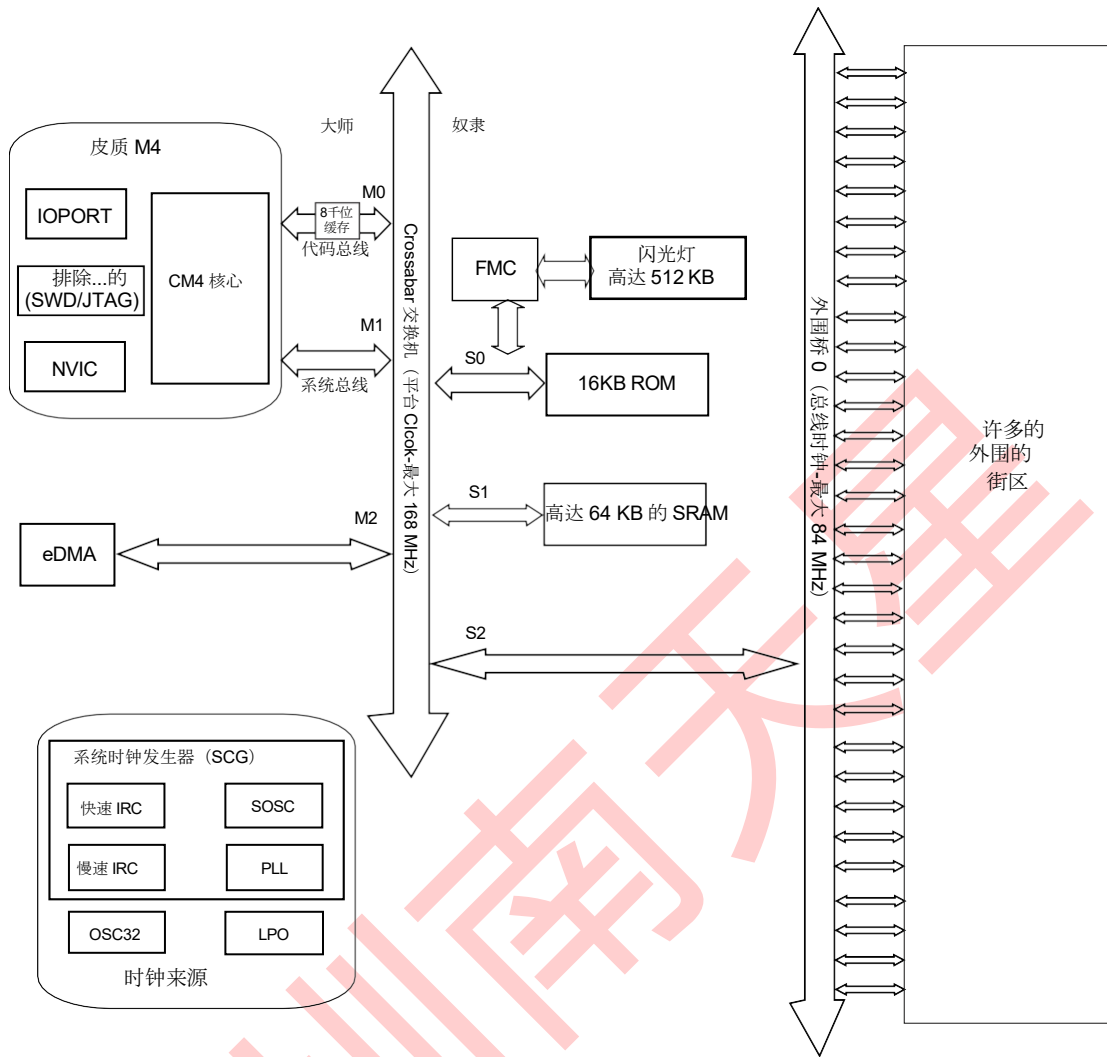 大师
奴隶
皮质 M4
IOPORT
排除...的
(SWD/JTAG)
NVIC
CM4 核心
M0
8千位
缓存
代码总线
M1
系统总线
eDMA
M2
Crossabar 交换机（平台 Clcok-最大 168 MHz）
FMC
闪光灯
高达 512 KB
S0
16KB ROM
S1
高达 64 KB 的 SRAM
S2
外围桥 0（总线时钟-最大 84 MHz）
许多的
外围的
街区
系统时钟发生器（SCG）
快速 IRC
SOSC
慢速 IRC
PLL
OSC32
LPO
时钟来源
圳南天星